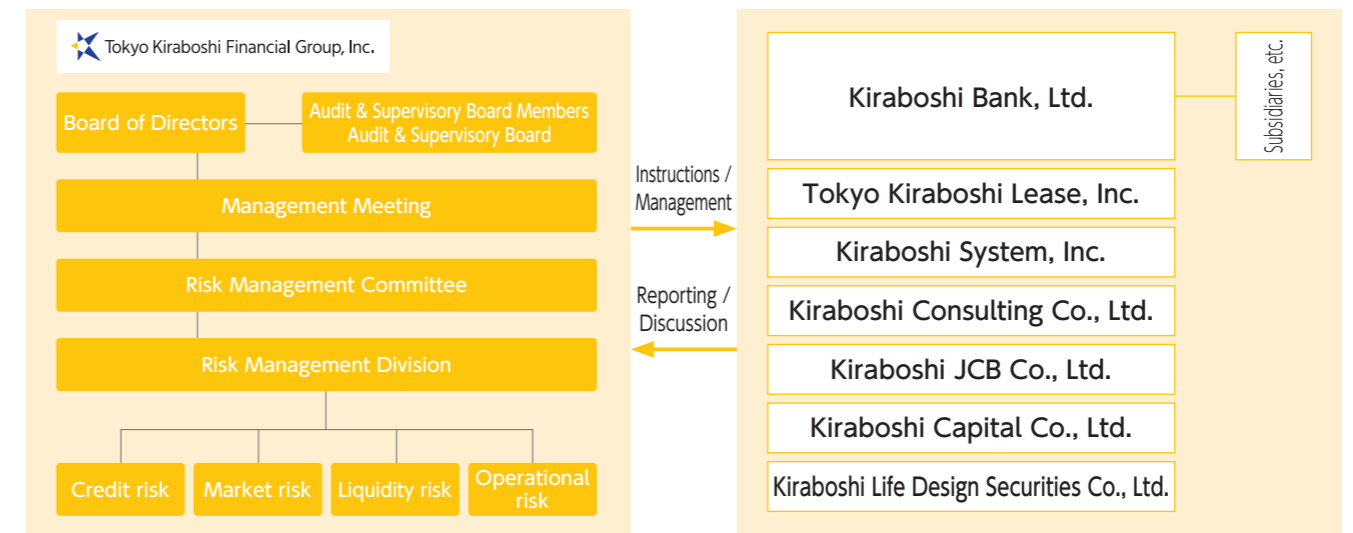 Tokyo Kiraboshi Financial Group, Inc.
Board of Directors
Audit & Supervisory Board Members
Audit & Supervisory Board
Management Meeting
Risk Management Committee
Risk Management Division
Credit risk
Market risk
Liquidity risk
Operational
risk
Instructions /
Management
Reporting /
Discussion
Kiraboshi Bank, Ltd.
Subsidiaries, etc.
Tokyo Kiraboshi Lease, Inc.
Kiraboshi System, Inc.
Kiraboshi Consulting Co., Ltd.
Kiraboshi JCB Co., Ltd.
Kiraboshi Capital Co., Ltd.
Kiraboshi Life Design Securities Co., Ltd.